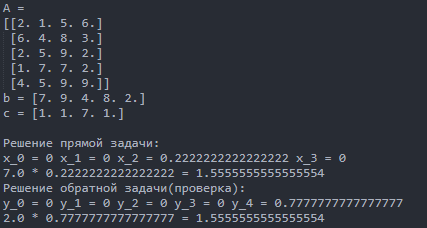 A =
[[2. 1. 5. 6.]
[6. 4. 8. 3.]
[2. 5. 9. 2.]
[1. 7. 7. 2.]
[4. 5. 9. 9.]]
b = [7. 9. 4. 8. 2.]
c = [1. 1. 7. 1.]
Решение прямой задачи:
x_0 = 0 x_1 = 0 x_2 = 0.2222222222222222 x_3 = 0
7.0 * 0.2222222222222222 = 1.5555555555555554
Решение обратной задачи(проверка):
y_0 = 0 y_1 = 0 y_2 = 0 y_3 = 0 y_4 = 0.7777777777777777
2.0 * 0.7777777777777777 = 1.5555555555555554